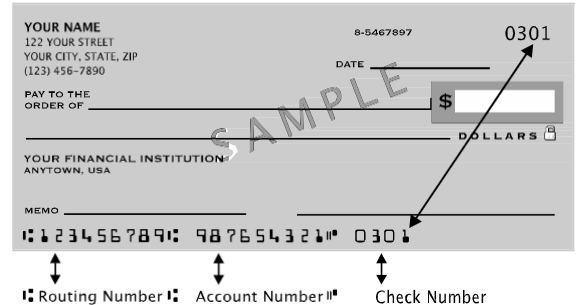 YOUR NAME
122 YOUR STREET
YOUR CITY, STATE, ZIP
(123) 456-7890
8-5467897
0301
DATE
PAY TO THE
ORDER OF
$
SAMPLE
DOLLARS
YOUR FINANCIAL INSTITUTION
ANYTOWN, USA
MEMO
⑆123456789⑆ 987654321⑈ 0301
⑆ Routing Number ⑆ Account Number ⑈ Check Number